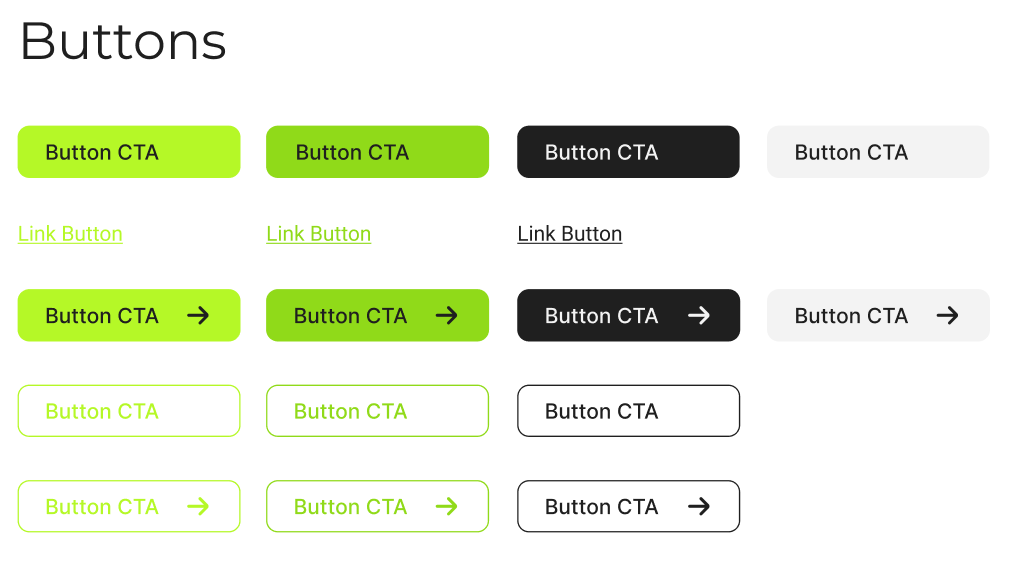 Buttons
Button CTA Button CTA Button CTA Button CTA
Link Button Link Button Link Button
Button CTA → Button CTA → Button CTA → Button CTA →
Button CTA Button CTA Button CTA
Button CTA → Button CTA → Button CTA →